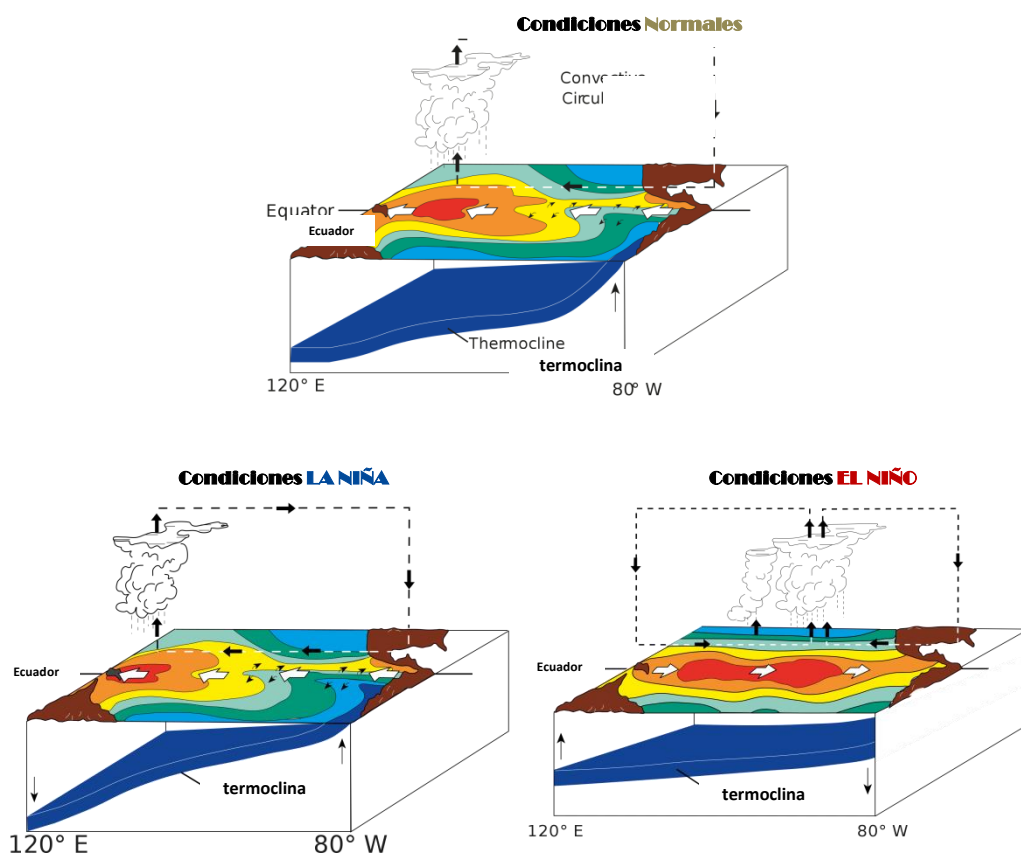 Condiciones Normales
Circul
Equator
Ecuador
Thermocline
termoclina
120° E
80° W
Condiciones LA NIÑA
Condiciones EL NIÑO
Ecuador
Ecuador
termoclina
termoclina
120° E
80° W
120° E
80° W